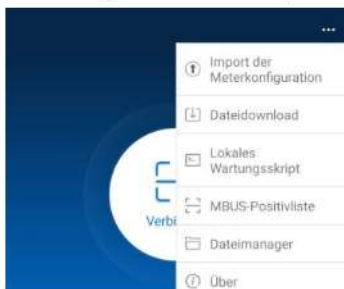 Import der
Meterkonfiguration
Dateidownload
Lokales
Wartungsskript
Verbi
MBUS-Positivliste
Dateimanager
Über